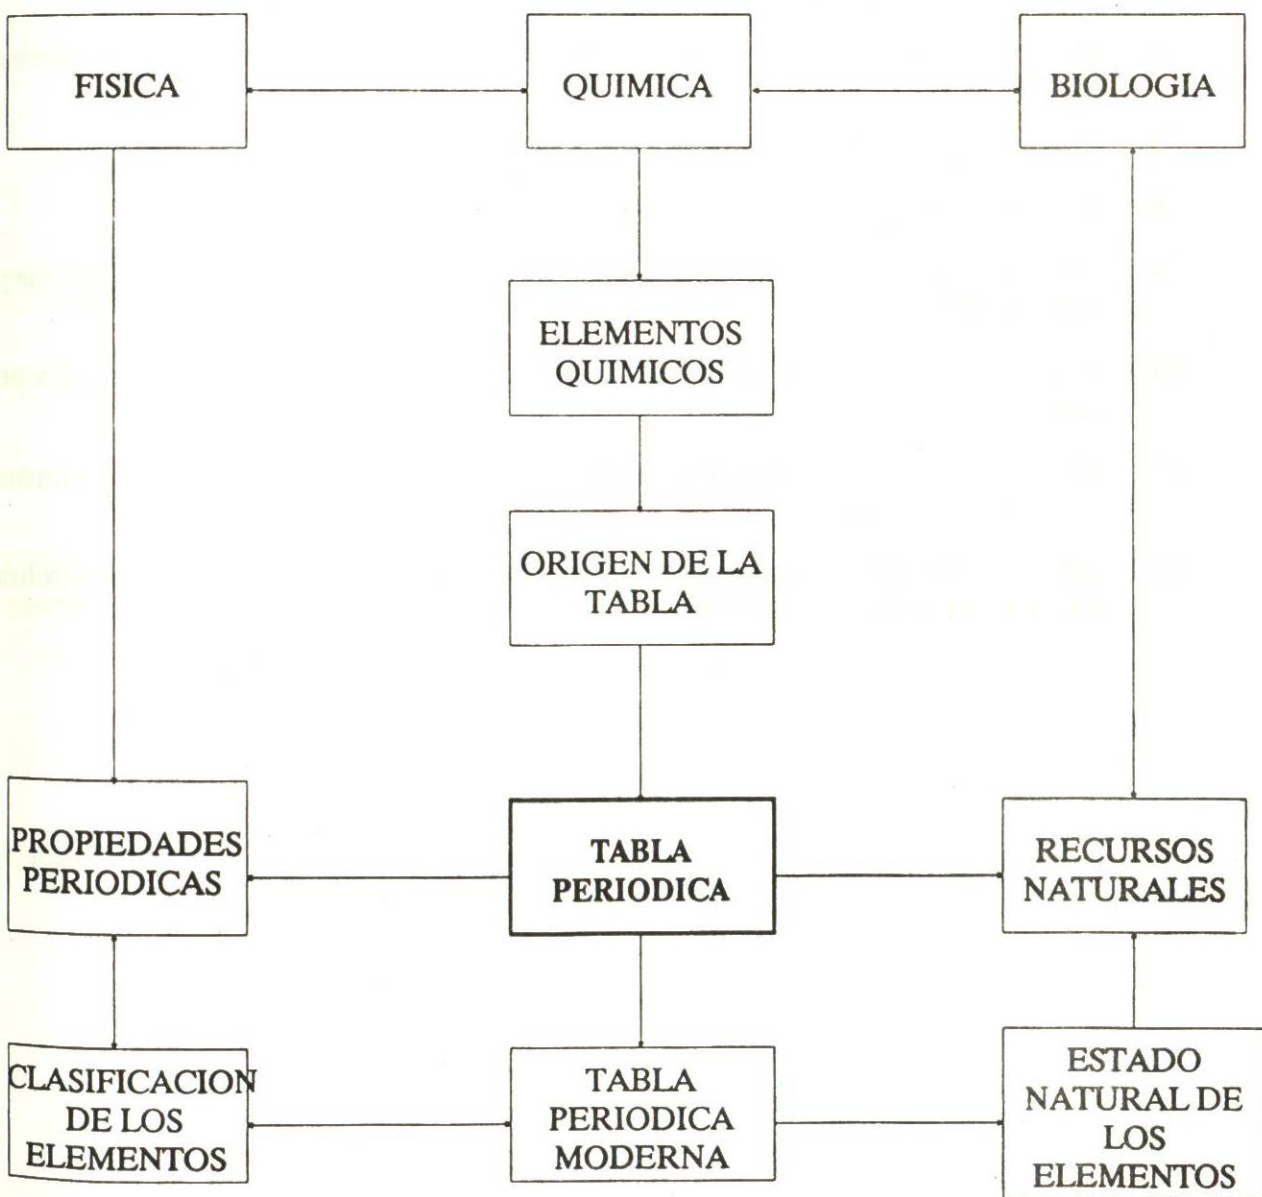 FISICA
QUIMICA
BIOLOGIA
ELEMENTOS
QUIMICOS
ORIGEN DE LA
TABLA
PROPIEDADES
PERIODICAS
TABLA
PERIODICA
RECURSOS
NATURALES
CLASIFICACION
DE LOS
ELEMENTOS
TABLA
PERIODICA
MODERNA
ESTADO
NATURAL DE
LOS
ELEMENTOS